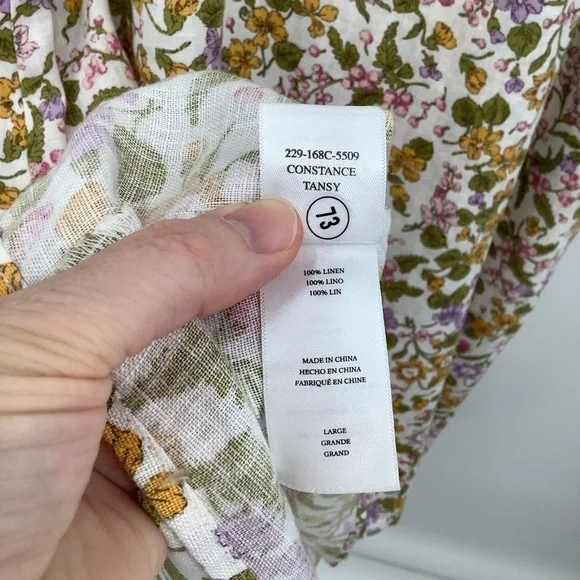 229-168C-5509
CONSTANCE
TANSY
73
100% LINEN
100% LINO
100% LIN
MADE IN CHINA
HECHO EN CHINA
FABRIQUÉ EN CHINE
LARGE
GRANDE
GRAND